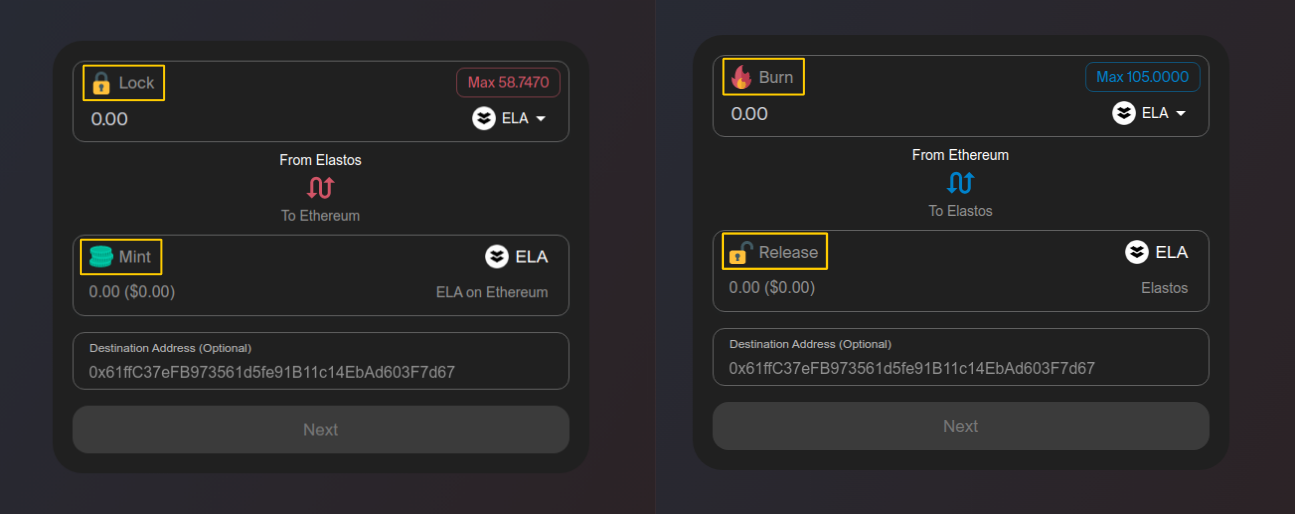 Lock
Max 58.7470
0.00
ELA
From Elastos
To Ethereum
Mint
ELA
0.00 ($0.00)
ELA on Ethereum
Destination Address (Optional)
0x61ffC37eFB973561d5fe91B11c14EbAd603F7d67
Next
Burn
Max 105.0000
0.00
ELA
From Ethereum
To Elastos
Release
ELA
0.00 ($0.00)
Elastos
Destination Address (Optional)
0x61ffC37eFB973561d5fe91B11c14EbAd603F7d67
Next